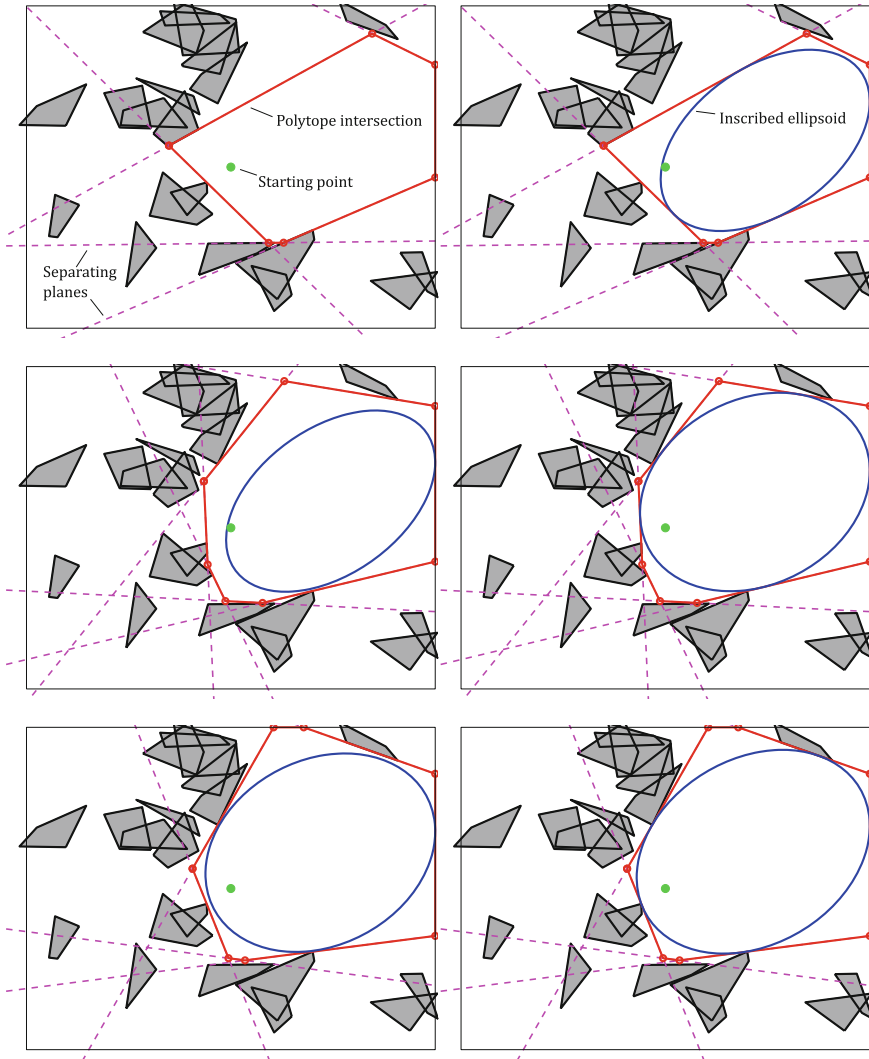 Polytope intersection
Inscribed ellipsoid
Starting point
Separating
planes